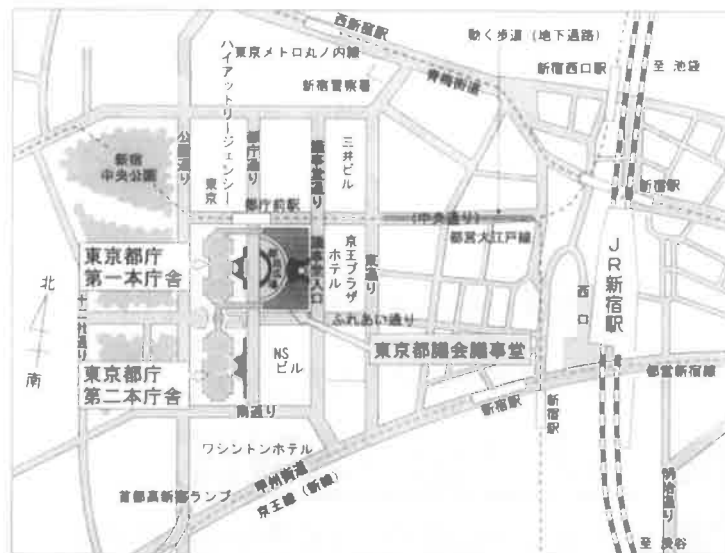 西新宿駅
動く歩道(地下通路)
東京メトロ丸ノ内線
新宿西口駅
至 池袋
ハイアットリージェンシー
東京
新宿警察署
青梅街道
公園通り
都庁通り
議事堂通り
三井ビル
新宿
中央公園
新宿駅
都庁前駅
(中央通り)
都営大江戸線
東京都庁
第一本庁舎
都民広場
議事堂入口
京王プラザ
ホテル
東通り
JR新宿駅
西口
北
南
十二社通り
ふれあい通り
東京都議会議事堂
NS
ビル
東京都庁
第二本庁舎
都営新宿線
新宿駅
新宿駅
南通り
ワシントンホテル
甲州街道
京王線(新線)
首都高新宿ランプ
明治通り
至 渋谷